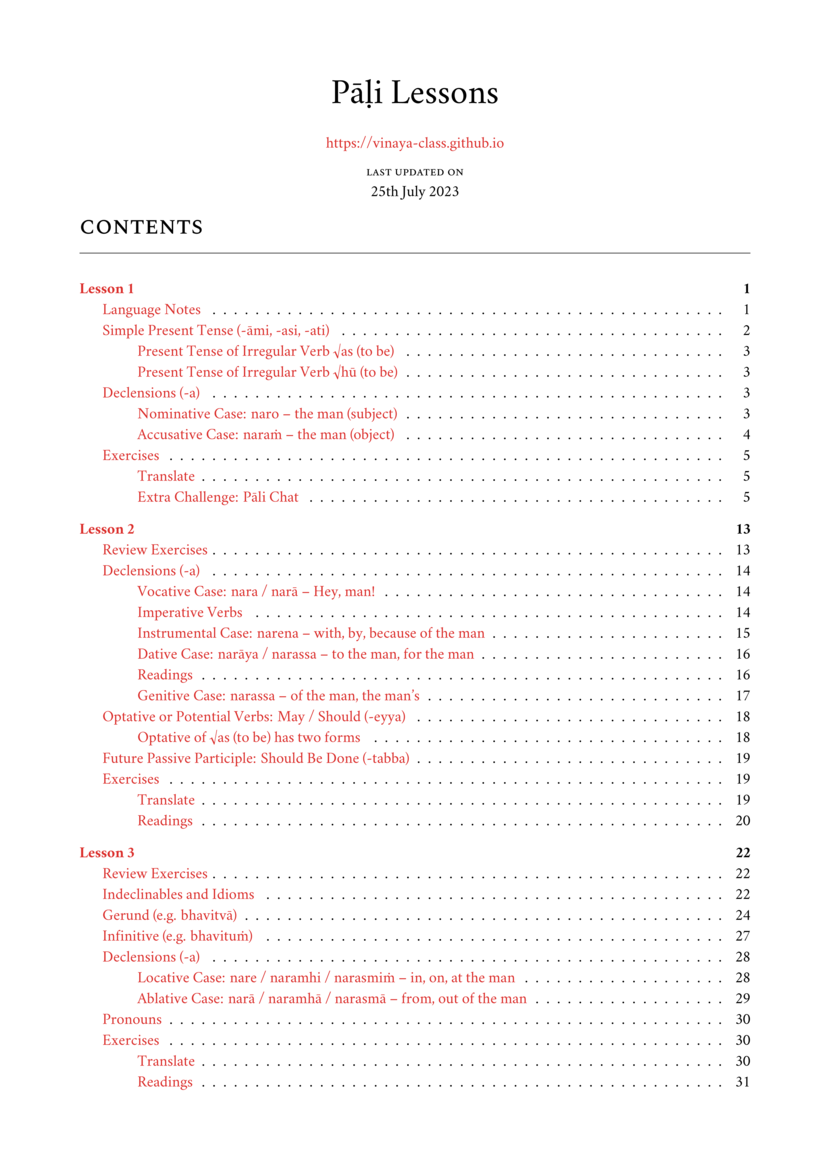 Pāḷi Lessons
https://vinaya-class.github.io
LAST UPDATED ON
25th July 2023
CONTENTS
Lesson 1 1
Language Notes . . . . . . . . . . 1
Simple Present Tense (-āmi, -asi, -ati) . . . . . . . . . . 2
Present Tense of Irregular Verb √as (to be) . . . . . . . . . . 3
Present Tense of Irregular Verb √hū (to be) . . . . . . . . . . 3
Declensions (-a) . . . . . . . . . . 3
Nominative Case: naro – the man (subject) . . . . . . . . . . 3
Accusative Case: naraṁ – the man (object) . . . . . . . . . . 4
Exercises . . . . . . . . . . 5
Translate . . . . . . . . . . 5
Extra Challenge: Pāli Chat . . . . . . . . . . 5
Lesson 2 13
Review Exercises . . . . . . . . . . 13
Declensions (-a) . . . . . . . . . . 14
Vocative Case: nara / narā – Hey, man! . . . . . . . . . . 14
Imperative Verbs . . . . . . . . . . 14
Instrumental Case: narena – with, by, because of the man . . . . . . . . . . 15
Dative Case: narāya / narassa – to the man, for the man . . . . . . . . . . 16
Readings . . . . . . . . . . 16
Genitive Case: narassa – of the man, the man's . . . . . . . . . . 17
Optative or Potential Verbs: May / Should (-eyya) . . . . . . . . . . 18
Optative of √as (to be) has two forms . . . . . . . . . . 18
Future Passive Participle: Should Be Done (-tabba) . . . . . . . . . . 19
Exercises . . . . . . . . . . 19
Translate . . . . . . . . . . 19
Readings . . . . . . . . . . 20
Lesson 3 22
Review Exercises . . . . . . . . . . 22
Indeclinables and Idioms . . . . . . . . . . 22
Gerund (e.g. bhavitvā) . . . . . . . . . . 24
Infinitive (e.g. bhavituṁ) . . . . . . . . . . 27
Declensions (-a) . . . . . . . . . . 28
Locative Case: nare / naramhi / narasmiṁ – in, on, at the man . . . . . . . . . . 28
Ablative Case: narā / naramhā / narasmā – from, out of the man . . . . . . . . . . 29
Pronouns . . . . . . . . . . 30
Exercises . . . . . . . . . . 30
Translate . . . . . . . . . . 30
Readings . . . . . . . . . . 31